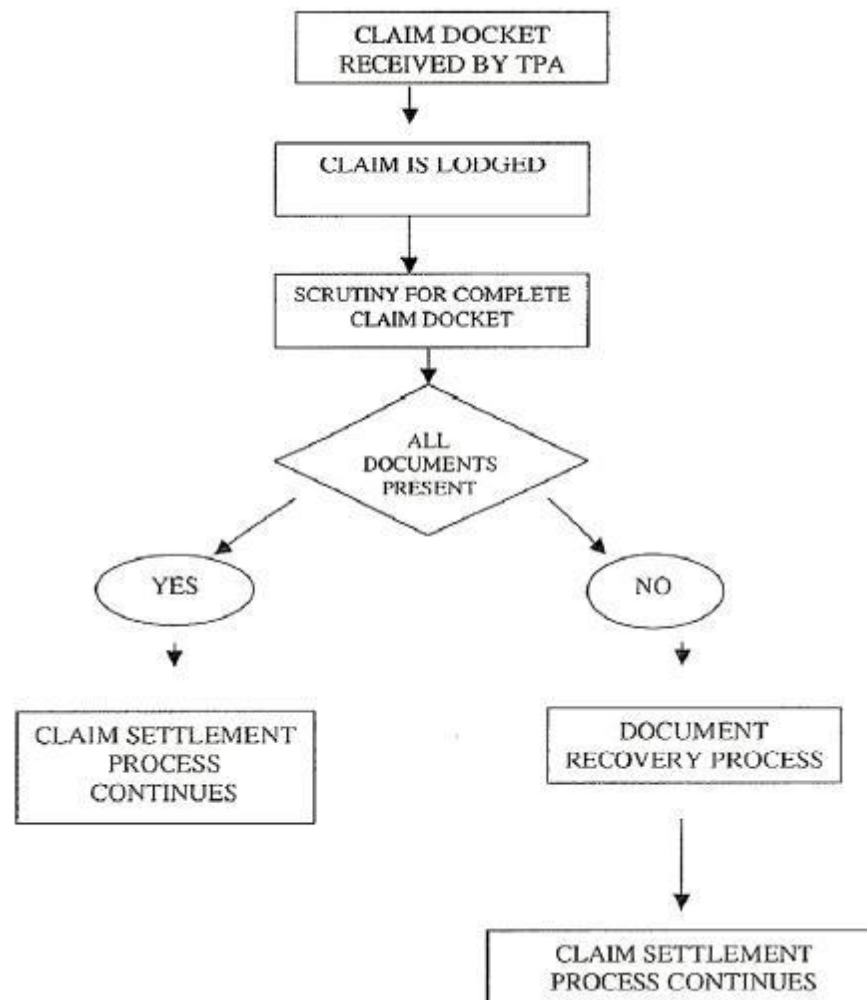 CLAIM DOCKET
RECEIVED BY TPA
CLAIM IS LODGED
SCRUTINY FOR COMPLETE
CLAIM DOCKET
ALL
DOCUMENTS
PRESENT
YES
NO
CLAIM SETTLEMENT
PROCESS
CONTINUES
DOCUMENT
RECOVERY PROCESS
CLAIM SETTLEMENT
PROCESS CONTINUES